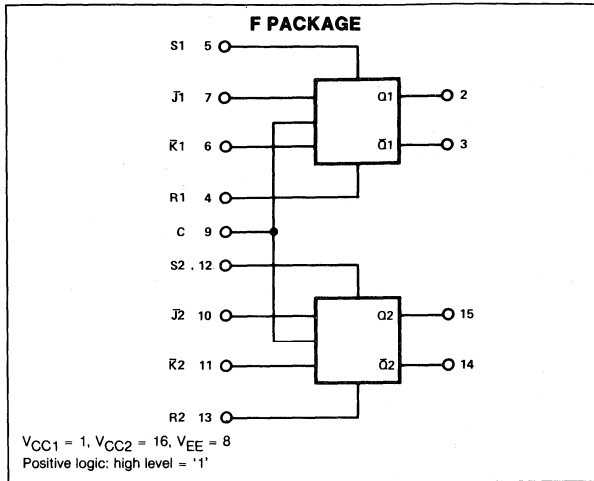 F PACKAGE
S1 5
J̄1 7
Q1 2
K̄1 6
Q̄1 3
R1 4
C 9
S2 . 12
J̄2 10
Q2 15
K̄2 11
Q̄2 14
R2 13
VCC1 = 1, VCC2 = 16, VEE = 8
Positive logic: high level = ‘1’